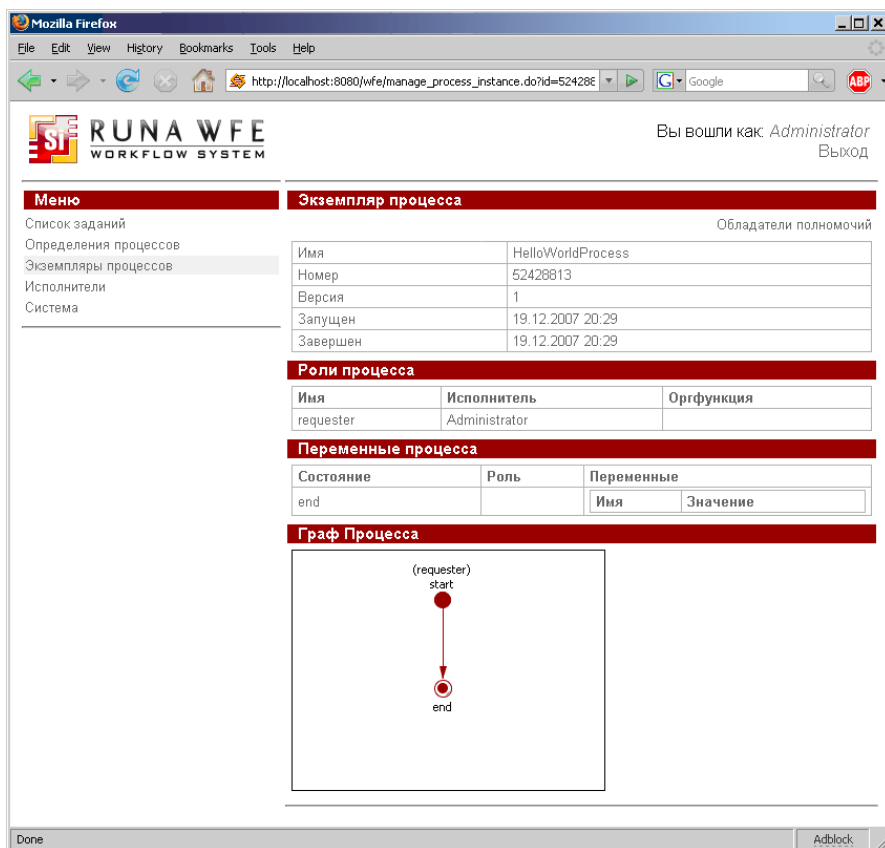 Mozilla Firefox
File Edit View History Bookmarks Tools Help
http://localhost:8080/wfe/manage_process_instance.do?id=524288 Google ABP
RUNA WFE
WORKFLOW SYSTEM
Вы вошли как: Administrator
Выход
Меню
Список заданий
Определения процессов
Экземпляры процессов
Исполнители
Система
Экземпляр процесса
Обладатели полномочий
Имя HelloWorldProcess
Номер 52428813
Версия 1
Запущен 19.12.2007 20:29
Завершен 19.12.2007 20:29
Роли процесса
Имя Исполнитель Оргфункция
requester Administrator
Переменные процесса
Состояние Роль Переменные
end Имя Значение
Граф Процесса
(requester)
start
end
Done Adblock